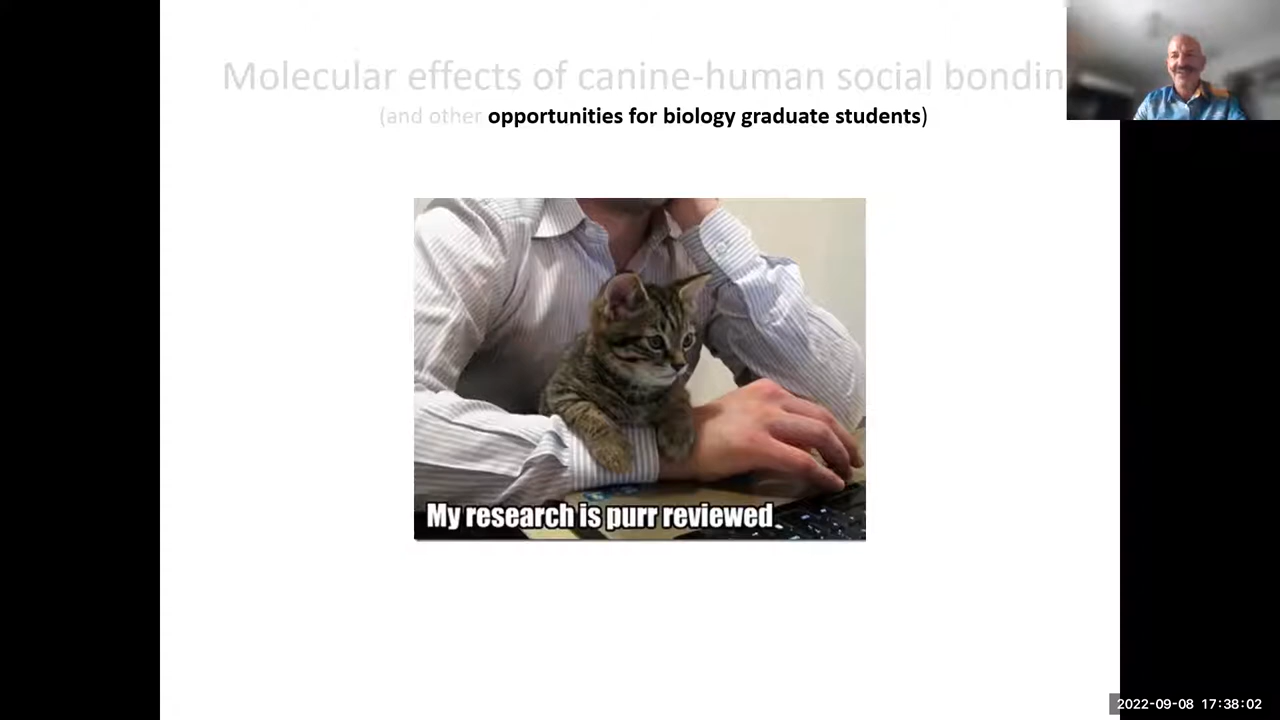 Molecular effects of canine-human social bondin
(and other opportunities for biology graduate students)
My research is purr reviewed
2022-09-08 17:38:02